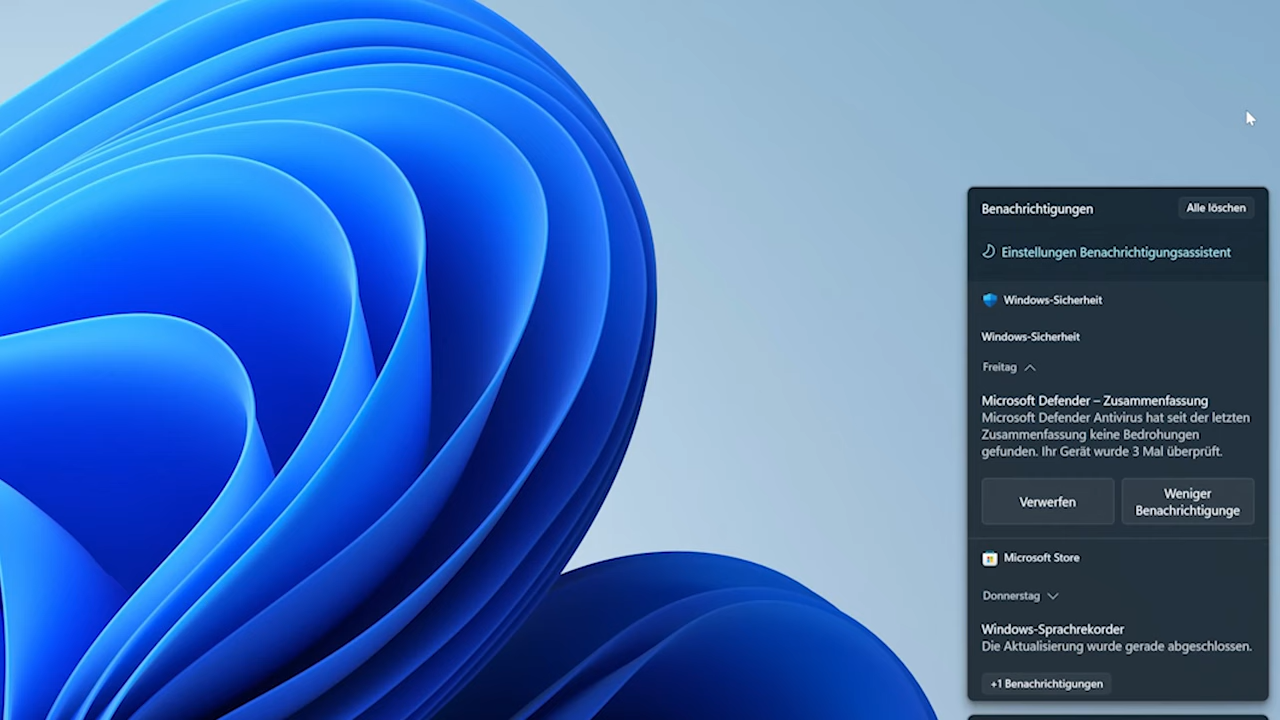 Benachrichtigungen
Alle löschen
Einstellungen Benachrichtigungsassistent
Windows-Sicherheit
Windows-Sicherheit
Freitag
Microsoft Defender – Zusammenfassung
Microsoft Defender Antivirus hat seit der letzten
Zusammenfassung keine Bedrohungen
gefunden. Ihr Gerät wurde 3 Mal überprüft.
Verwerfen
Weniger
Benachrichtigunge
Microsoft Store
Donnerstag
Windows-Sprachrekorder
Die Aktualisierung wurde gerade abgeschlossen.
+1 Benachrichtigungen